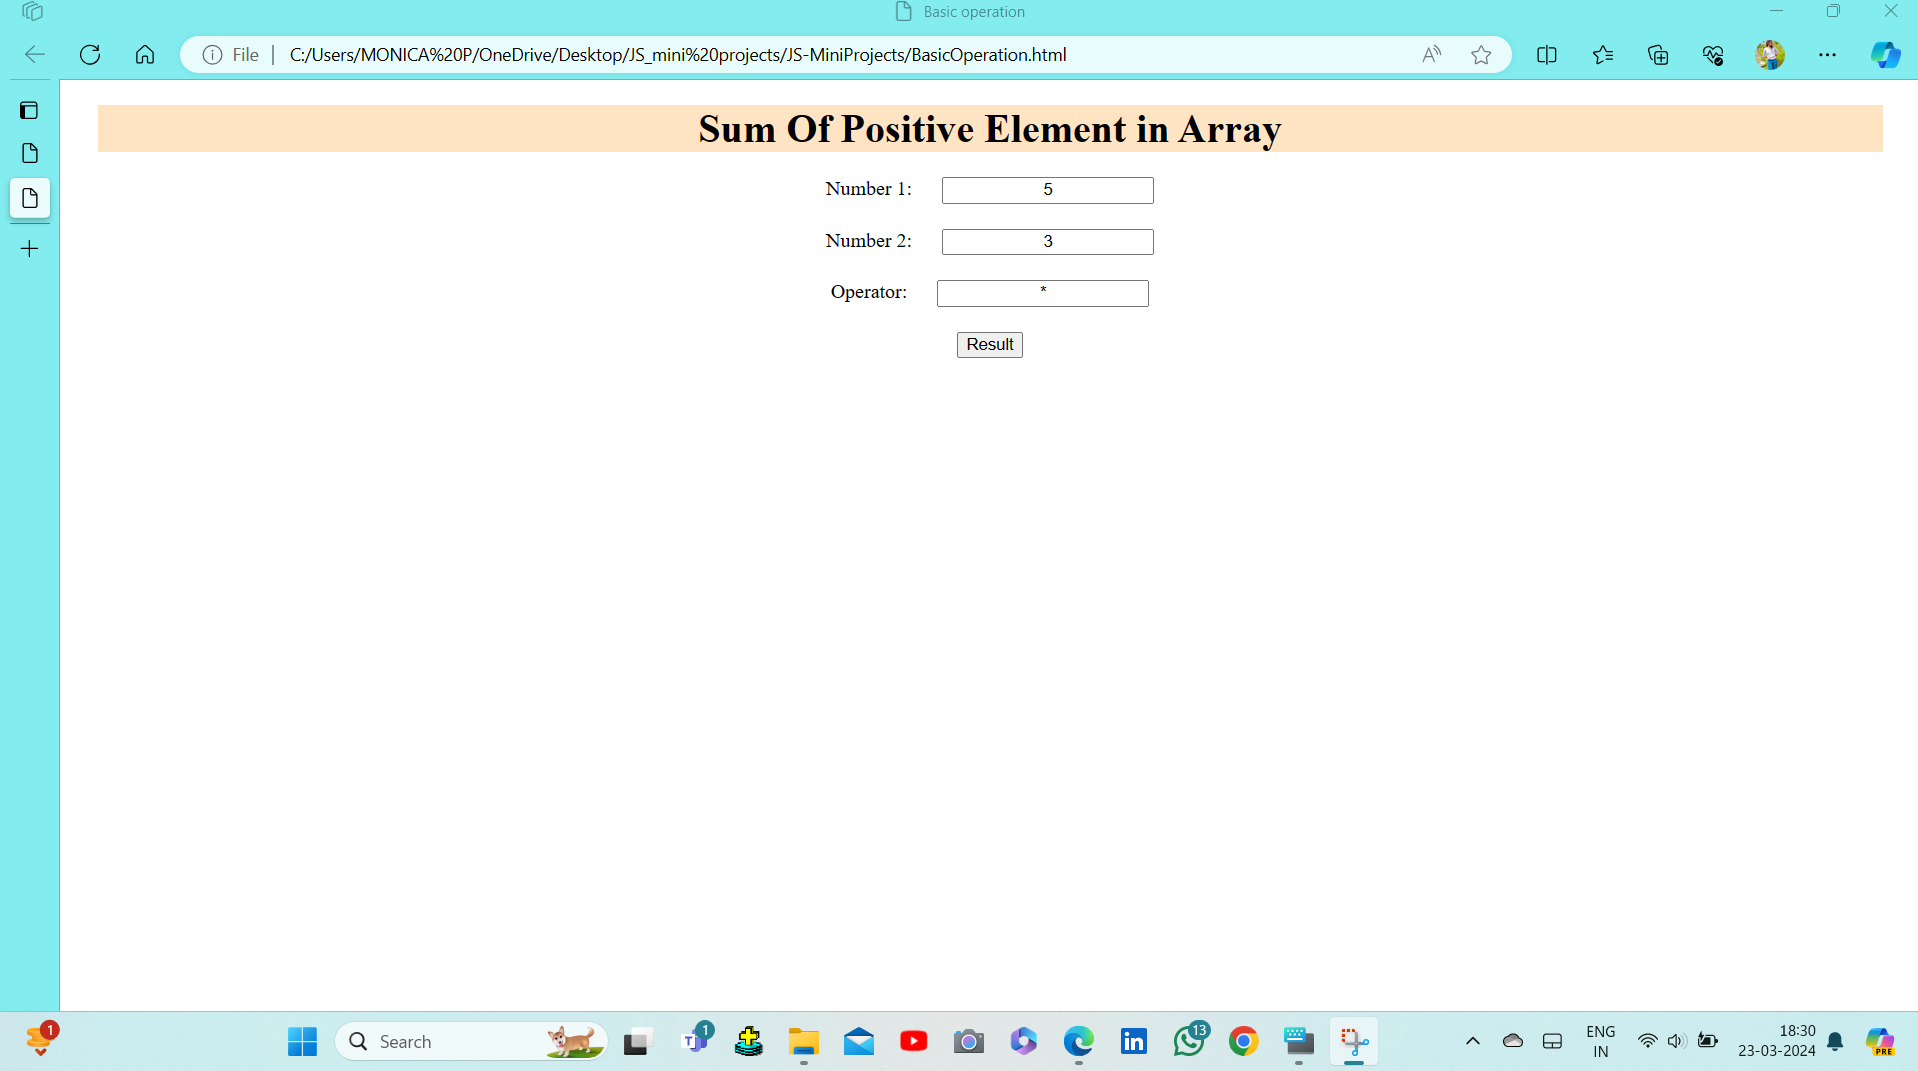 Basic operation
File
C:/Users/MONICA%20P/OneDrive/Desktop/JS_mini%20projects/JS-MiniProjects/BasicOperation.html
Sum Of Positive Element in Array
Number 1: 5
Number 2: 3
Operator: *
Result
1
Search
1
13
ENG
IN
18:30
23-03-2024
PRE